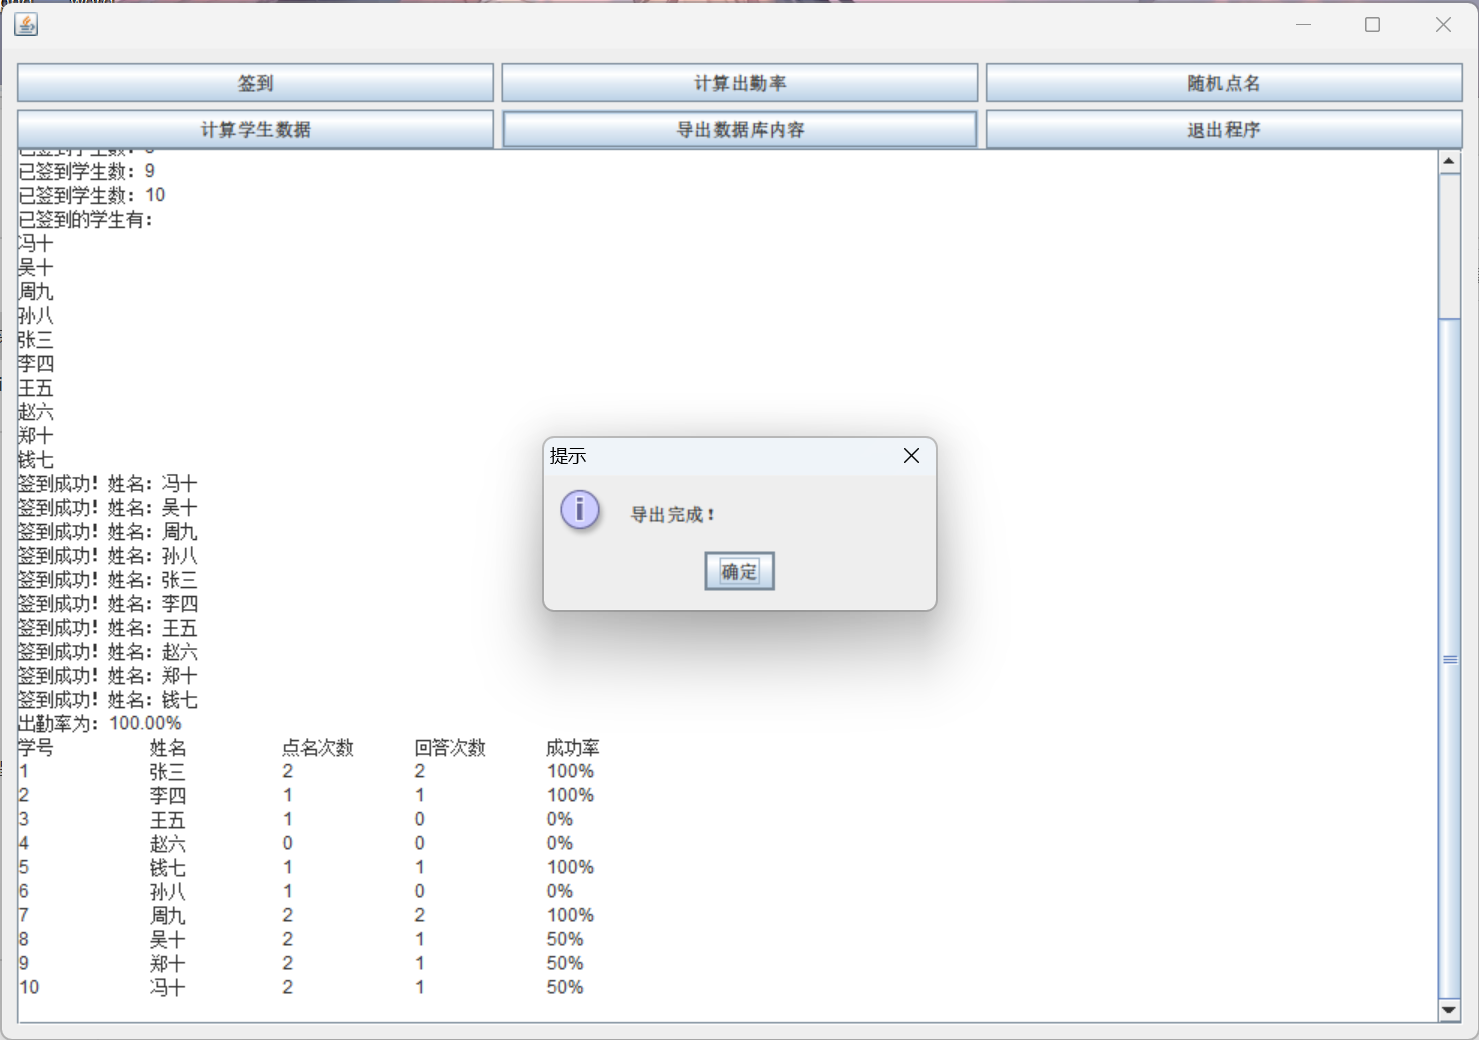 签到
计算出勤率
随机点名
计算学生数据
导出数据库内容
退出程序
已签到学生数：9
已签到学生数：10
已签到的学生有：
冯十
吴十
周九
孙八
张三
李四
王五
赵六
郑十
钱七
签到成功！姓名：冯十
签到成功！姓名：吴十
签到成功！姓名：周九
签到成功！姓名：孙八
签到成功！姓名：张三
签到成功！姓名：李四
签到成功！姓名：王五
签到成功！姓名：赵六
签到成功！姓名：郑十
签到成功！姓名：钱七
出勤率为：100.00%
学号 姓名 点名次数 回答次数 成功率
1 张三 2 2 100%
2 李四 1 1 100%
3 王五 1 0 0%
4 赵六 0 0 0%
5 钱七 1 1 100%
6 孙八 1 0 0%
7 周九 2 2 100%
8 吴十 2 1 50%
9 郑十 2 1 50%
10 冯十 2 1 50%
提示
导出完成！
确定